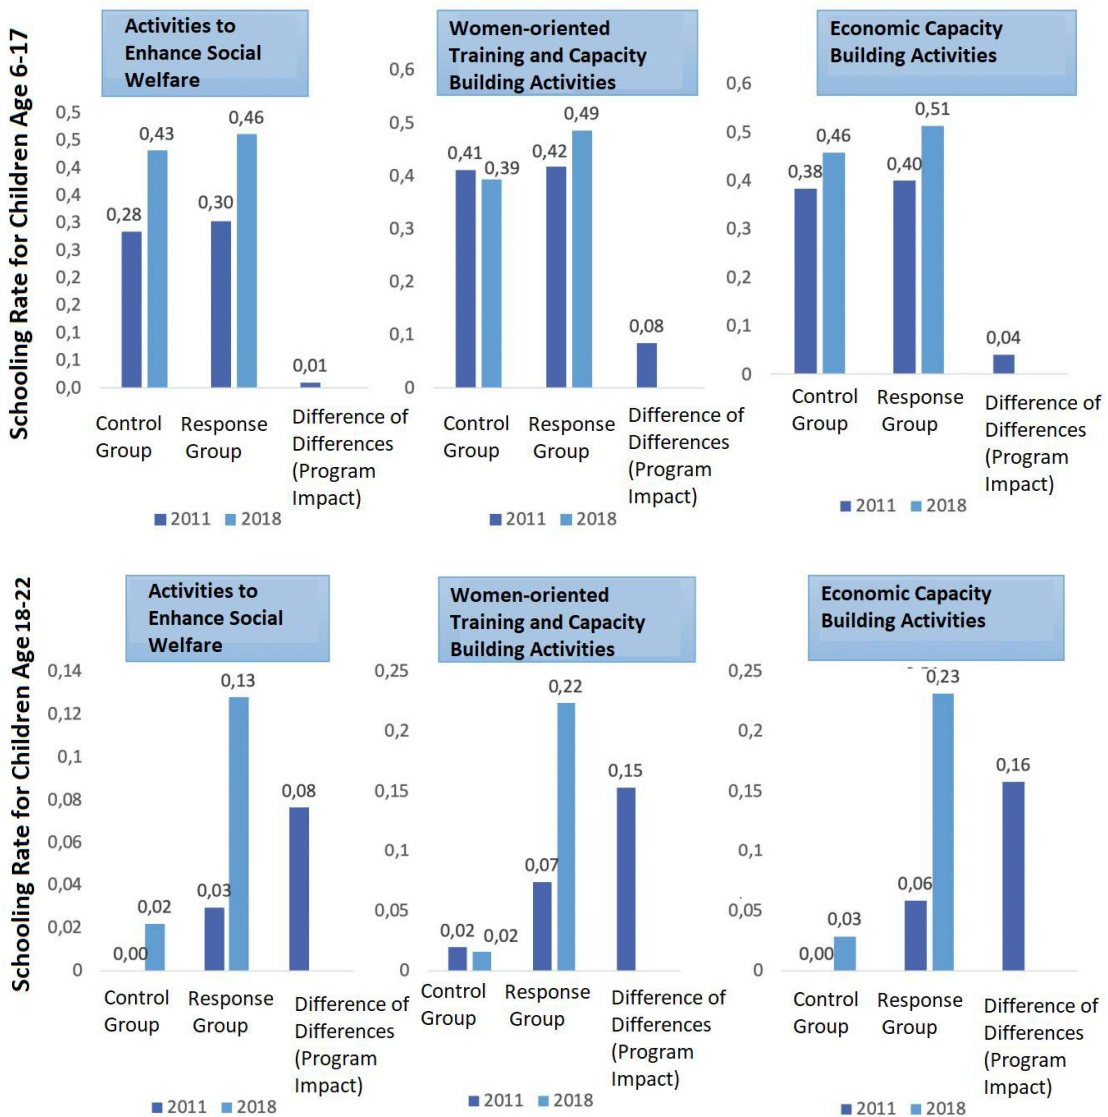 Schooling Rate for Children Age 6-17
Activities to
Enhance Social
Welfare
0,5
0,5
0,4
0,4
0,3
0,3
0,2
0,2
0,1
0,1
0,0
0,28
0,43
0,30
0,46
0,01
Control
Group
Response
Group
Difference of
Differences
(Program
Impact)
2011 2018
Women-oriented
Training and Capacity
Building Activities
0,6
0,5
0,4
0,3
0,2
0,1
0
0,41
0,39
0,42
0,49
0,08
Control
Group
Response
Group
Difference of
Differences
(Program
Impact)
2011 2018
Economic Capacity
Building Activities
0,6
0,5
0,4
0,3
0,2
0,1
0
0,38
0,46
0,40
0,51
0,04
Control
Group
Response
Group
Difference of
Differences
(Program
Impact)
2011 2018
Schooling Rate for Children Age 18-22
Activities to
Enhance Social
Welfare
0,14
0,12
0,1
0,08
0,06
0,04
0,02
0
0,00
0,02
0,03
0,13
0,08
Control
Group
Response
Group
Difference of
Differences
(Program
Impact)
2011 2018
Women-oriented
Training and Capacity
Building Activities
0,25
0,2
0,15
0,1
0,05
0
0,02
0,02
0,07
0,22
0,15
Control
Group
Response
Group
Difference of
Differences
(Program
Impact)
2011 2018
Economic Capacity
Building Activities
0,25
0,2
0,15
0,1
0,05
0
0,00
0,03
0,06
0,23
0,16
Control
Group
Response
Group
Difference of
Differences
(Program
Impact)
2011 2018